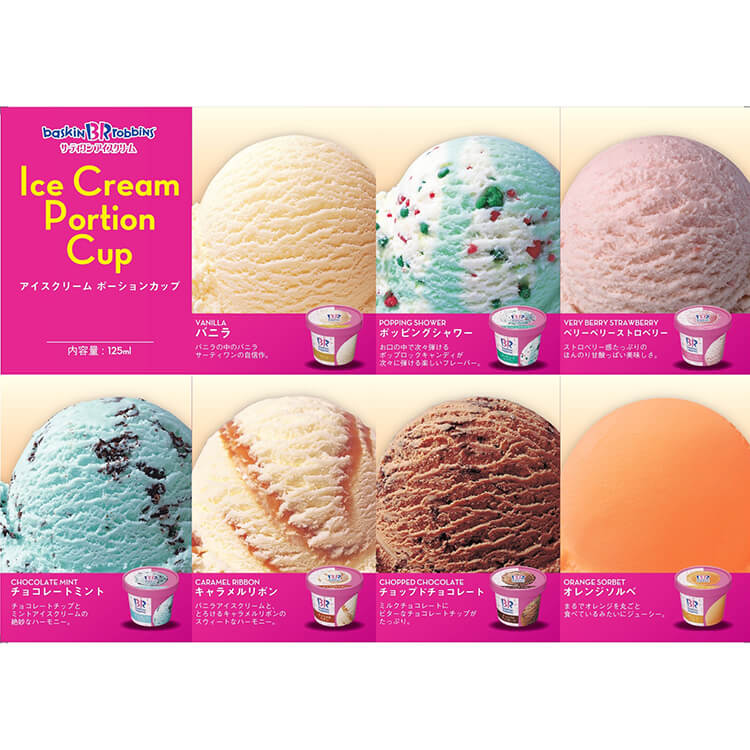 baskin BR robbins
サーティワンアイスクリーム
Ice Cream
Portion
Cup
アイスクリーム ポーションカップ
内容量：125ml
VANILLA
バニラ
バニラの中のバニラ
サーティワンの自信作。
POPPING SHOWER
ポッピングシャワー
お口の中で次々弾ける
ポップロックキャンディが
次々に弾ける楽しいフレーバー。
VERY BERRY STRAWBERRY
ベリーベリーストロベリー
ストロベリー感たっぷりの
ほんのり甘酸っぱい美味しさ。
CHOCOLATE MINT
チョコレートミント
チョコレートチップと
ミントアイスクリームの
絶妙なハーモニー。
CARAMEL RIBBON
キャラメルリボン
バニラアイスクリームと、
とろけるキャラメルリボンの
スウィートなハーモニー。
CHOPPED CHOCOLATE
チョップドチョコレート
ミルクチョコレートに
ビターなチョコレートチップが
たっぷり。
ORANGE SORBET
オレンジソルベ
まるでオレンジを丸ごと
食べているみたいにジューシー。